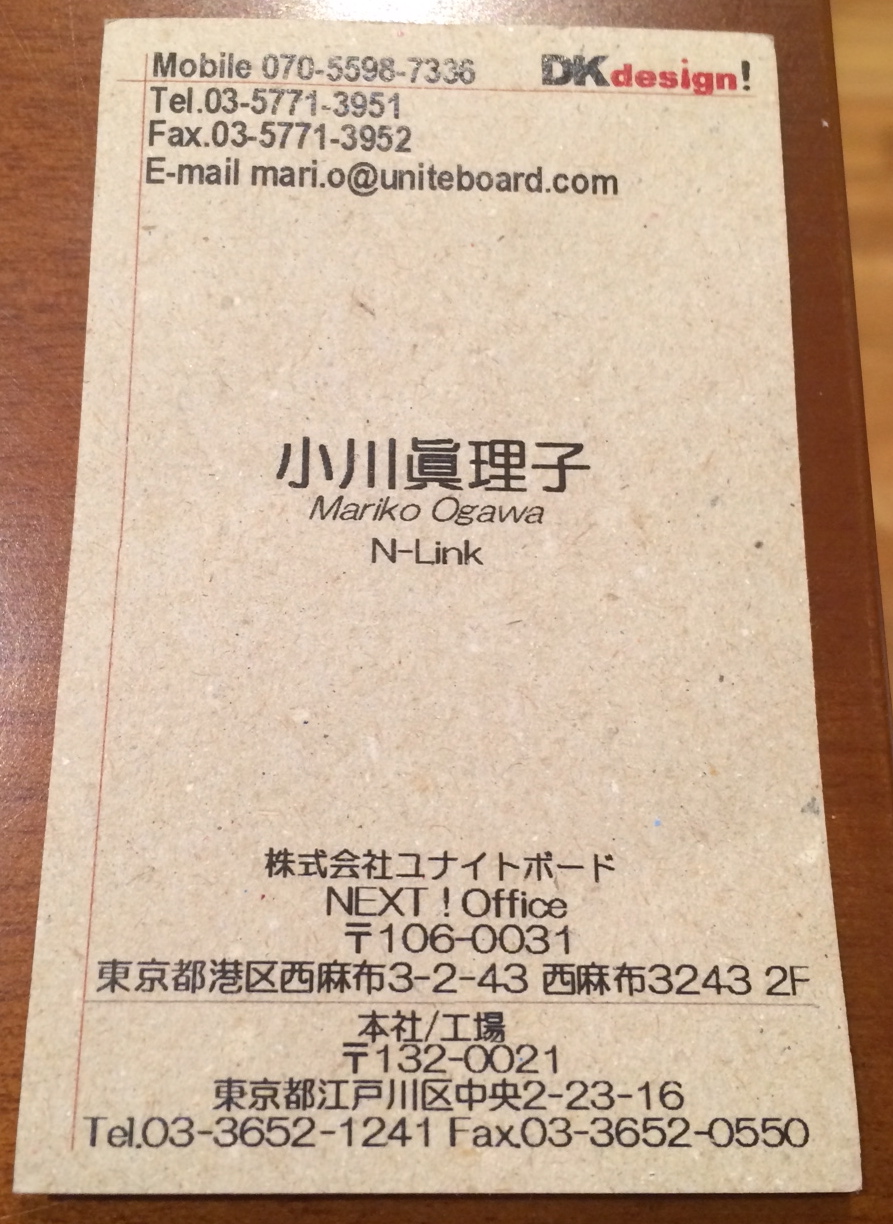 Mobile 070-5598-7336
DKdesign!
Tel.03-5771-3951
Fax.03-5771-3952
E-mail mari.o@uniteboard.com
小川眞理子
Mariko Ogawa
N-Link
株式会社ユナイトボード
NEXT!Office
〒106-0031
東京都港区西麻布3-2-43 西麻布3243 2F
本社/工場
〒132-0021
東京都江戸川区中央2-23-16
Tel.03-3652-1241 Fax.03-3652-0550